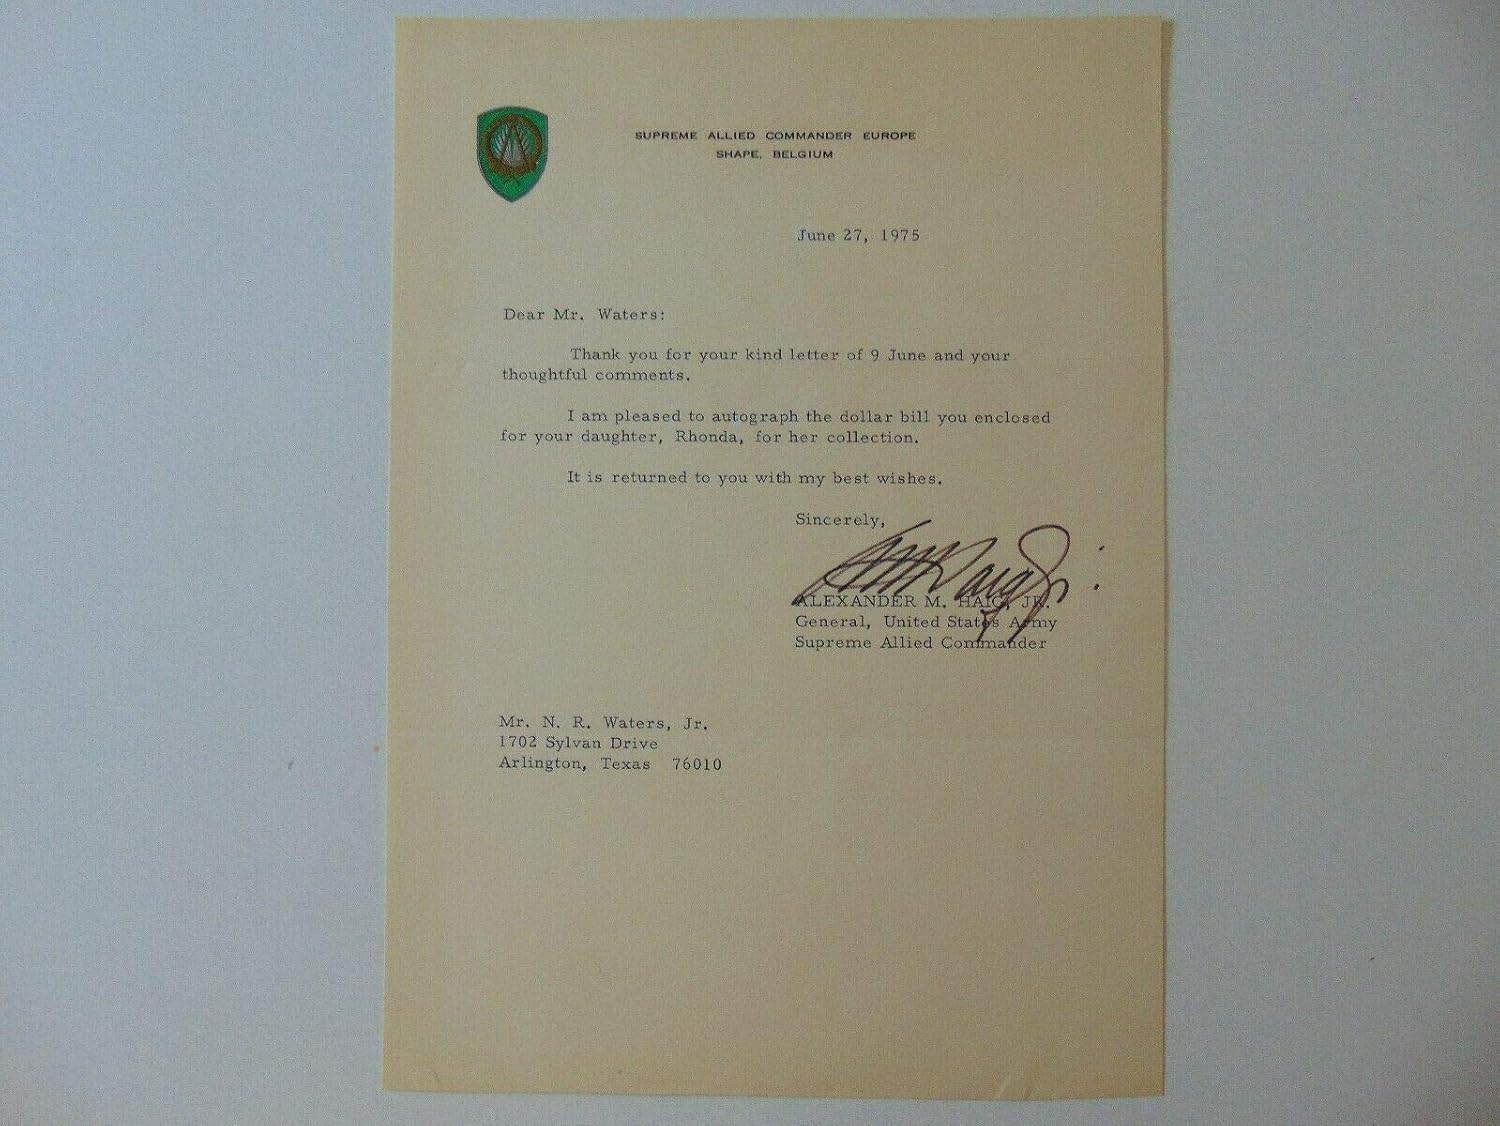 SUPREME ALLIED COMMANDER EUROPE
SHAPE, BELGIUM
June 27, 1975
Dear Mr. Waters:
Thank you for your kind letter of 9 June and your
thoughtful comments.
I am pleased to autograph the dollar bill you enclosed
for your daughter, Rhonda, for her collection.
It is returned to you with my best wishes.
Sincerely,
ALEXANDER M. HAIG, JR.
General, United States Army
Supreme Allied Commander
Mr. N. R. Waters, Jr.
1702 Sylvan Drive
Arlington, Texas 76010